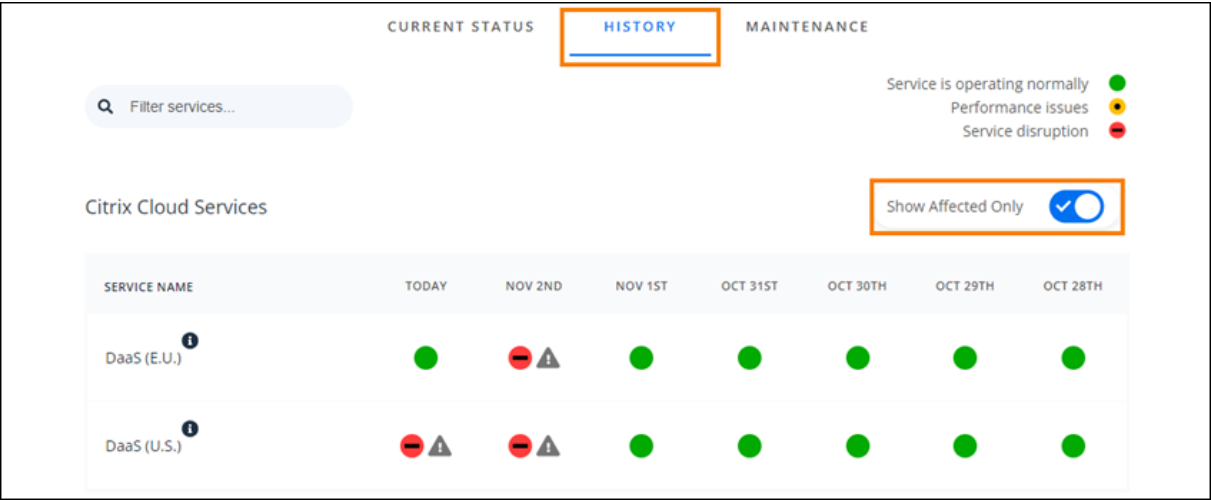 CURRENT STATUS HISTORY MAINTENANCE
Filter services...
Service is operating normally
Performance issues
Service disruption
Citrix Cloud Services
Show Affected Only
SERVICE NAME TODAY NOV 2ND NOV 1ST OCT 31ST OCT 30TH OCT 29TH OCT 28TH
DaaS (E.U.)
DaaS (U.S.)